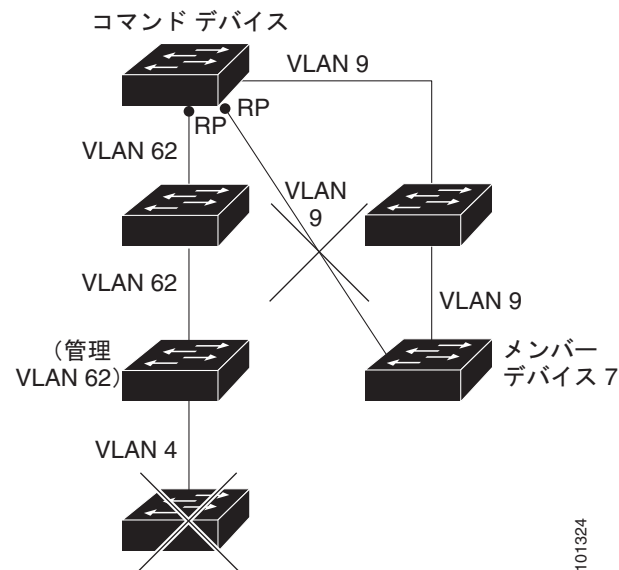 コマンド デバイス
VLAN 9
RP
RP
VLAN 62
VLAN
9
VLAN 62
VLAN 9
（管理
VLAN 62）
メンバー
デバイス 7
VLAN 4
101324